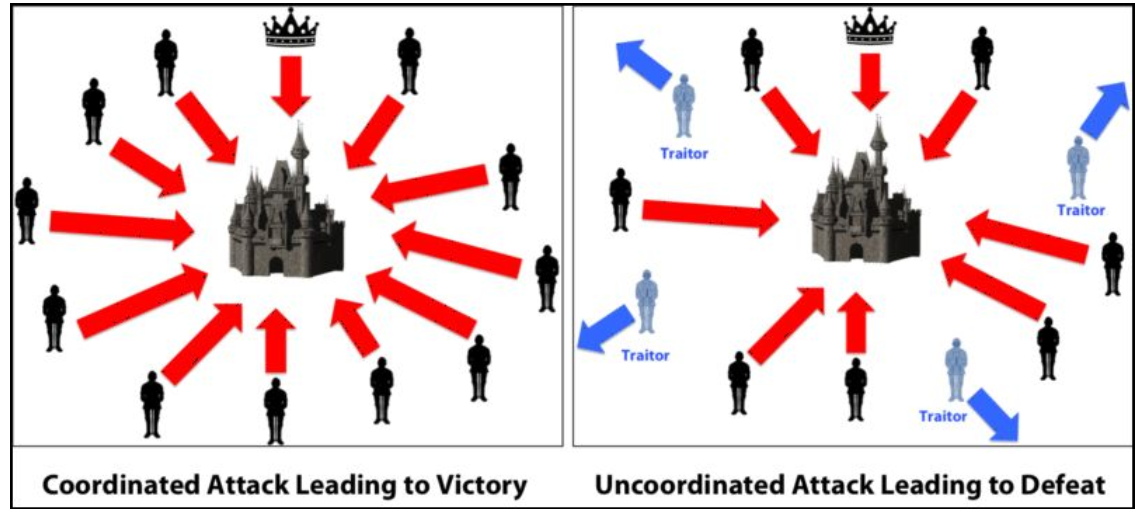 Traitor
Traitor
Traitor
Traitor
Coordinated Attack Leading to Victory
Uncoordinated Attack Leading to Defeat